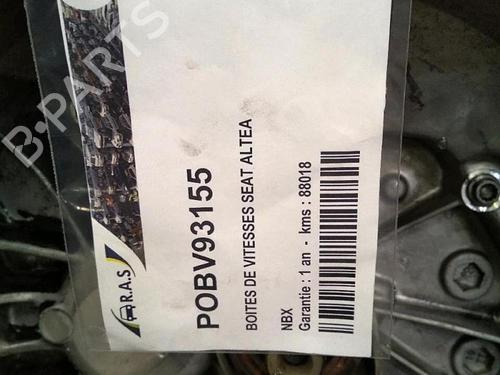 B-PARTS
R.A.S
POBV93155
BOITES DE VITESSES SEAT ALTEA
NBX
Garantie : 1 an - kms : 88018